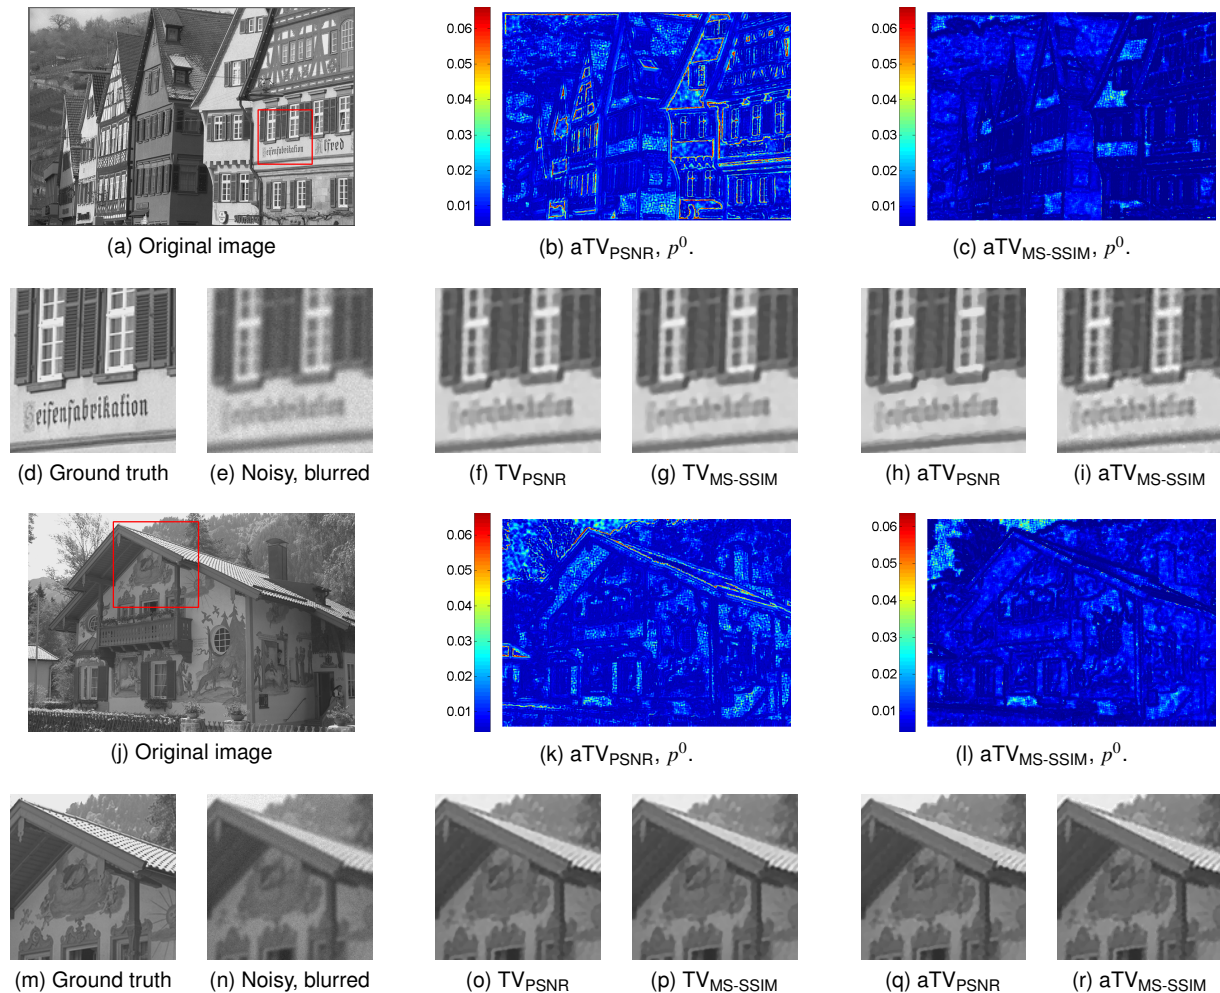 0.06
0.05
0.04
0.03
0.02
0.01
0.06
0.05
0.04
0.03
0.02
0.01
Seifenfabrikation
Alfred
(a) Original image
(b) aTV_PSNR, p⁰.
(c) aTV_MS-SSIM, p⁰.
Seifenfabrikation
(d) Ground truth
(e) Noisy, blurred
(f) TV_PSNR
(g) TV_MS-SSIM
(h) aTV_PSNR
(i) aTV_MS-SSIM
0.06
0.05
0.04
0.03
0.02
0.01
0.06
0.05
0.04
0.03
0.02
0.01
(j) Original image
(k) aTV_PSNR, p⁰.
(l) aTV_MS-SSIM, p⁰.
(m) Ground truth
(n) Noisy, blurred
(o) TV_PSNR
(p) TV_MS-SSIM
(q) aTV_PSNR
(r) aTV_MS-SSIM